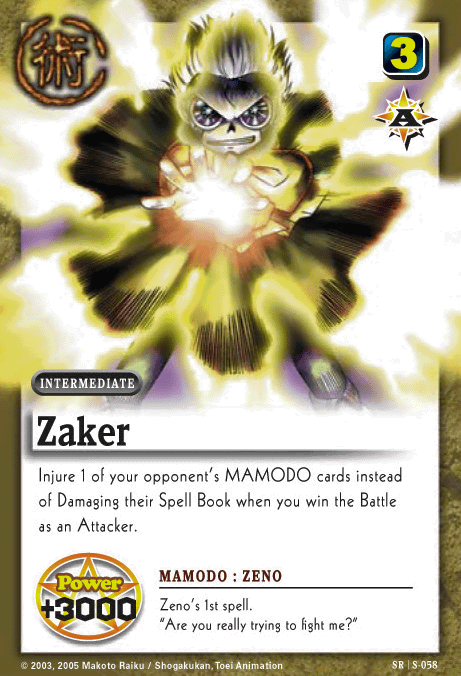 術
3
A
INTERMEDIATE
Zaker
Injure 1 of your opponent's MAMODO cards instead
of Damaging their Spell Book when you win the Battle
as an Attacker.
Power
+3000
MAMODO : ZENO
Zeno's 1st spell.
"Are you really trying to fight me?"
© 2003, 2005 Makoto Raiku / Shogakukan, Toei Animation
SR | S-058